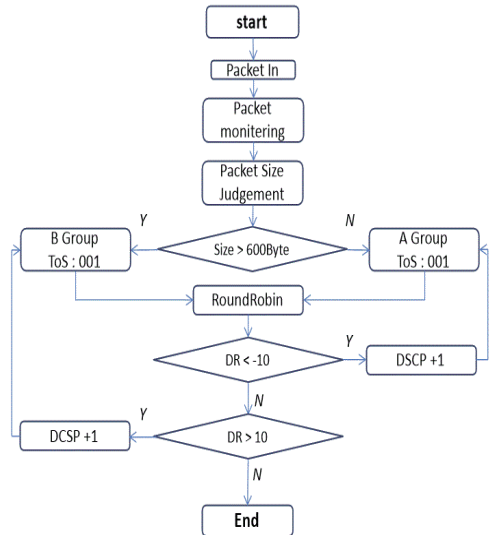 start
Packet In
Packet
monitering
Packet Size
Judgement
Y
N
B Group
ToS : 001
Size > 600Byte
A Group
ToS : 001
RoundRobin
Y
DR < -10
DSCP +1
N
Y
DCSP +1
DR > 10
N
End